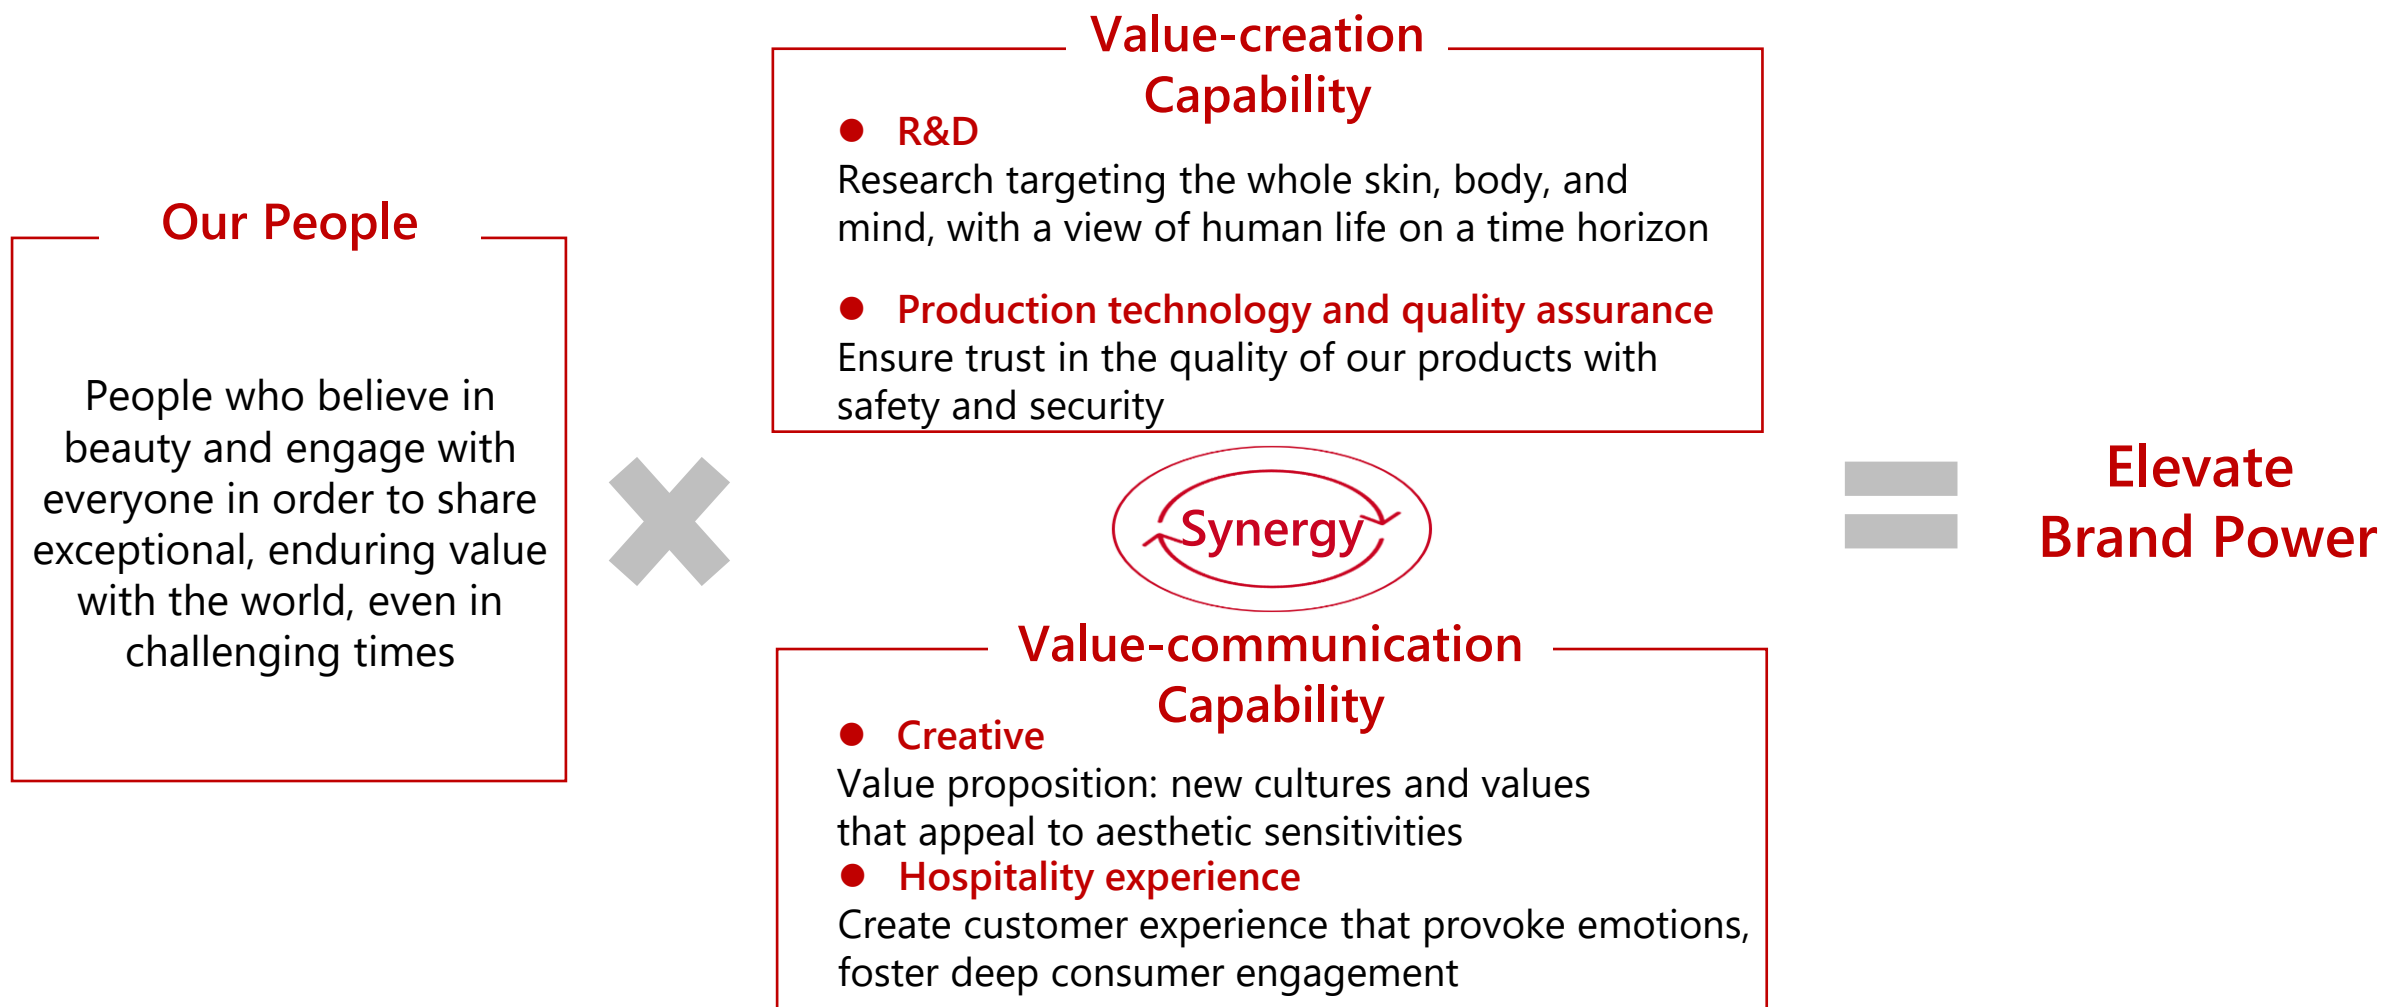 Our People
People who believe in
beauty and engage with
everyone in order to share
exceptional, enduring value
with the world, even in
challenging times
Value-creation
Capability
● R&D
Research targeting the whole skin, body, and
mind, with a view of human life on a time horizon
● Production technology and quality assurance
Ensure trust in the quality of our products with
safety and security
Synergy
Value-communication
Capability
● Creative
Value proposition: new cultures and values
that appeal to aesthetic sensitivities
● Hospitality experience
Create customer experience that provoke emotions,
foster deep consumer engagement
Elevate
Brand Power